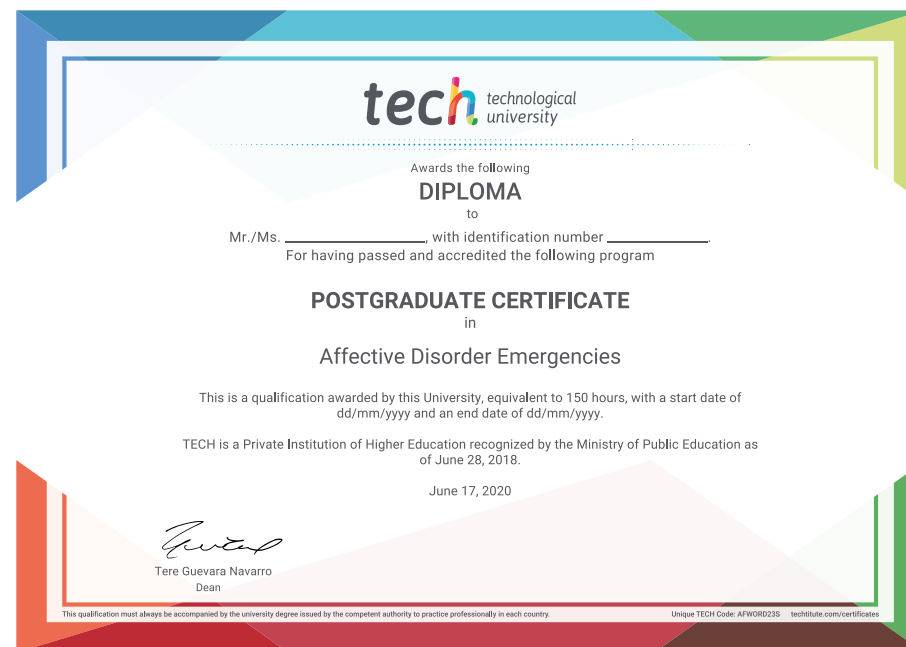 tech technological
university
Awards the following
DIPLOMA
to
Mr./Ms. ____________________, with identification number ______________.
For having passed and accredited the following program
POSTGRADUATE CERTIFICATE
in
Affective Disorder Emergencies
This is a qualification awarded by this University, equivalent to 150 hours, with a start date of
dd/mm/yyyy and an end date of dd/mm/yyyy.
TECH is a Private Institution of Higher Education recognized by the Ministry of Public Education as
of June 28, 2018.
June 17, 2020
Tere Guevara Navarro
Dean
This qualification must always be accompanied by the university degree issued by the competent authority to practice professionally in each country. Unique TECH Code: AFWORD23S techtitute.com/certificates